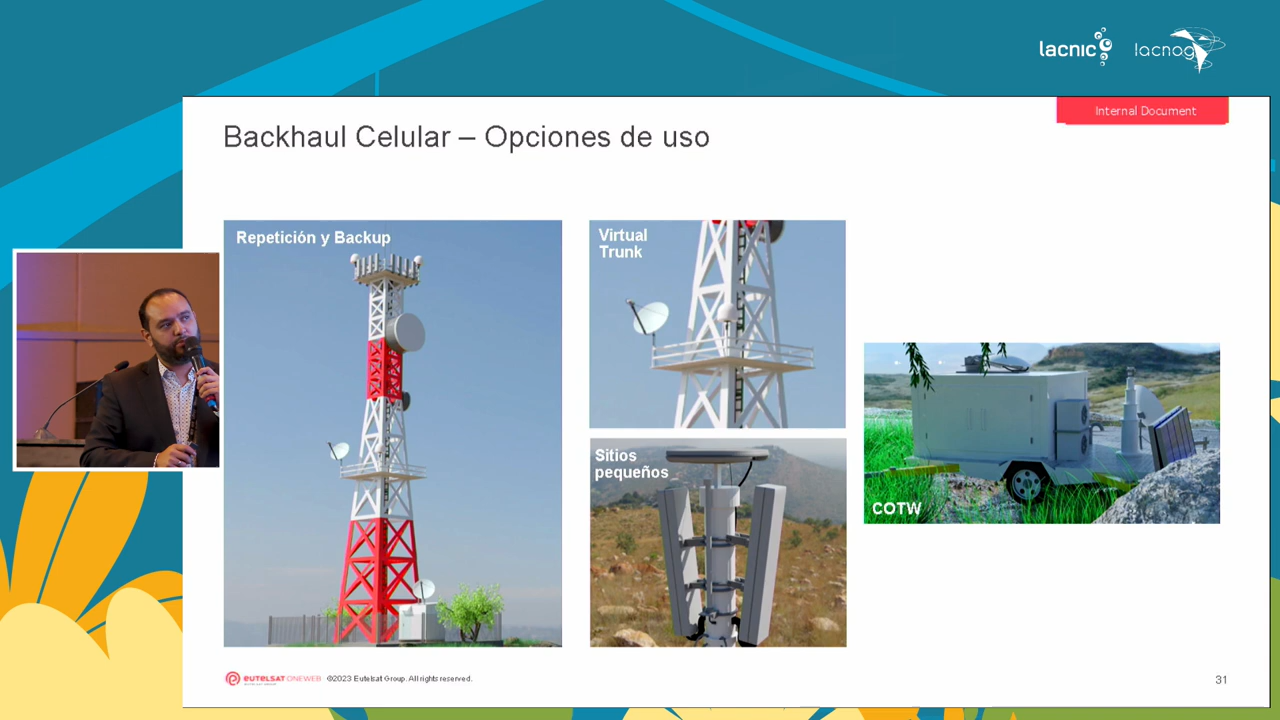 lacnic
lacnog
Internal Document
Backhaul Celular – Opciones de uso
Repetición y Backup
Virtual
Trunk
Sitios
pequeños
COTW
eutelsat ONEWEB
©2023 Eutelsat Group. All rights reserved.
31